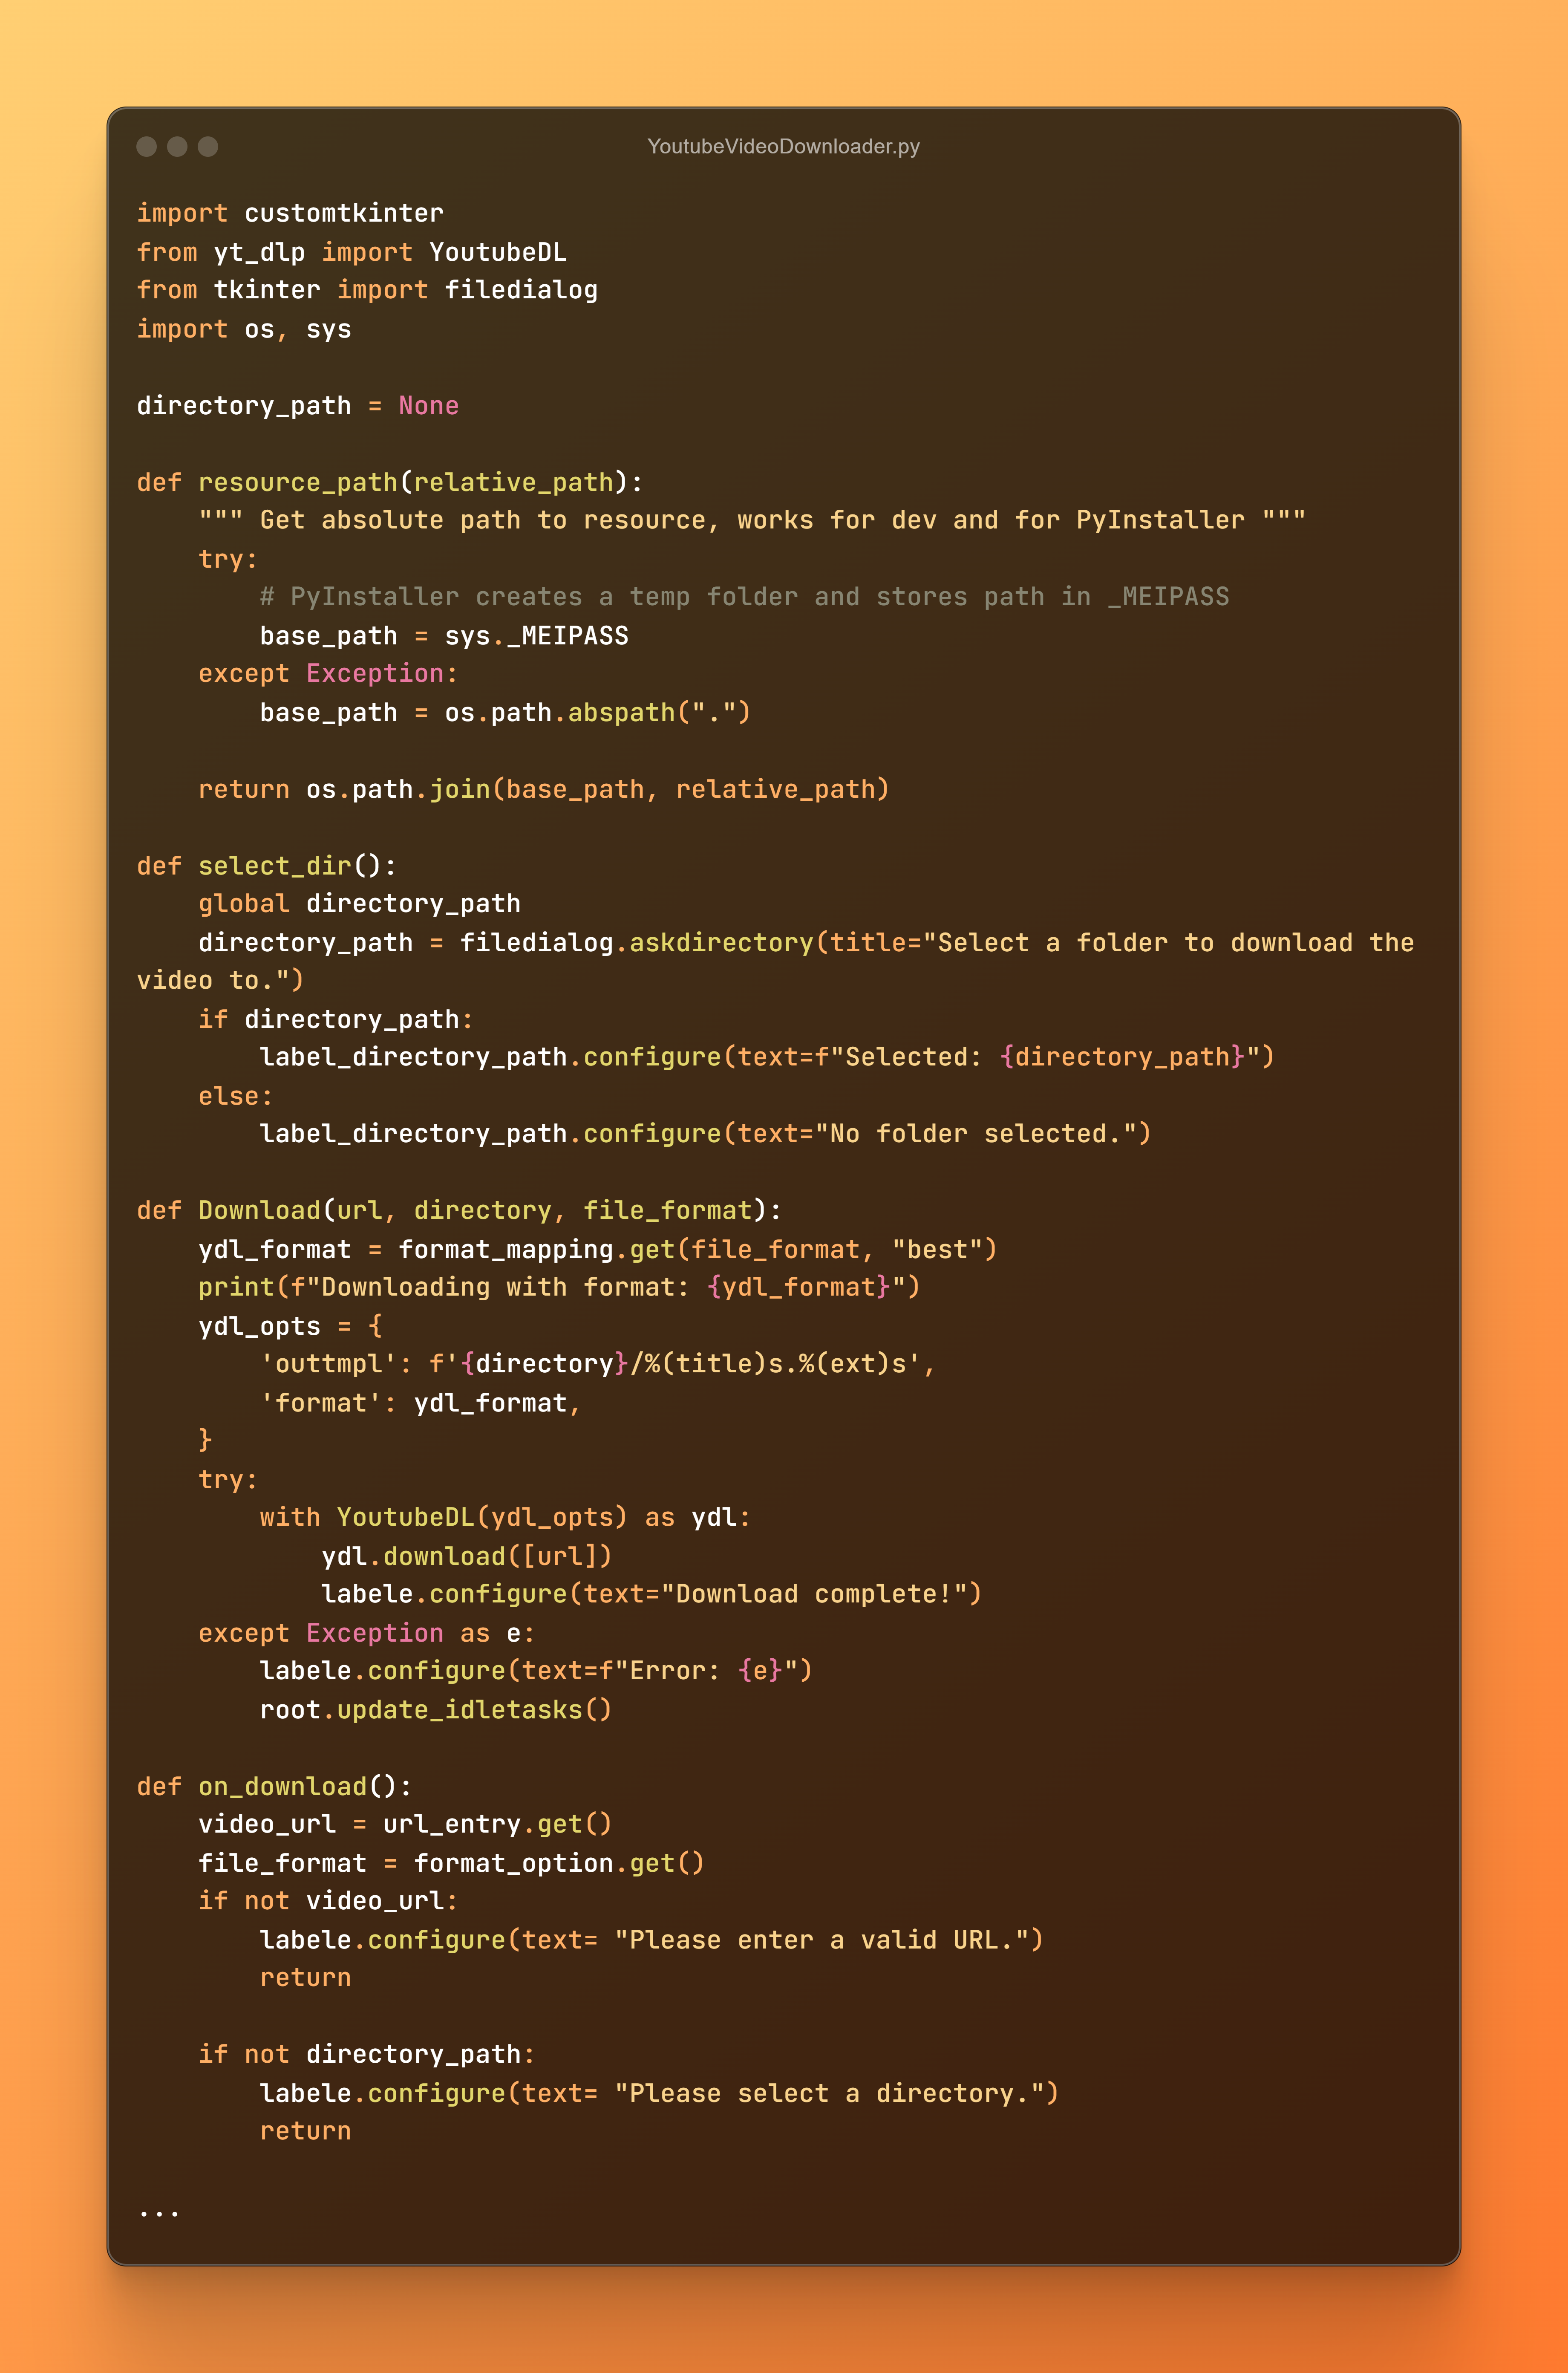 YoutubeVideoDownloader.py
import customtkinter
from yt_dlp import YoutubeDL
from tkinter import filedialog
import os, sys

directory_path = None

def resource_path(relative_path):
    """ Get absolute path to resource, works for dev and for PyInstaller """
    try:
        # PyInstaller creates a temp folder and stores path in _MEIPASS
        base_path = sys._MEIPASS
    except Exception:
        base_path = os.path.abspath(".")

    return os.path.join(base_path, relative_path)

def select_dir():
    global directory_path
    directory_path = filedialog.askdirectory(title="Select a folder to download the
video to.")
    if directory_path:
        label_directory_path.configure(text=f"Selected: {directory_path}")
    else:
        label_directory_path.configure(text="No folder selected.")

def Download(url, directory, file_format):
    ydl_format = format_mapping.get(file_format, "best")
    print(f"Downloading with format: {ydl_format}")
    ydl_opts = {
        'outtmpl': f'{directory}/%(title)s.%(ext)s',
        'format': ydl_format,
    }
    try:
        with YoutubeDL(ydl_opts) as ydl:
            ydl.download([url])
            labele.configure(text="Download complete!")
    except Exception as e:
        labele.configure(text=f"Error: {e}")
        root.update_idletasks()

def on_download():
    video_url = url_entry.get()
    file_format = format_option.get()
    if not video_url:
        labele.configure(text= "Please enter a valid URL.")
        return

    if not directory_path:
        labele.configure(text= "Please select a directory.")
        return

...